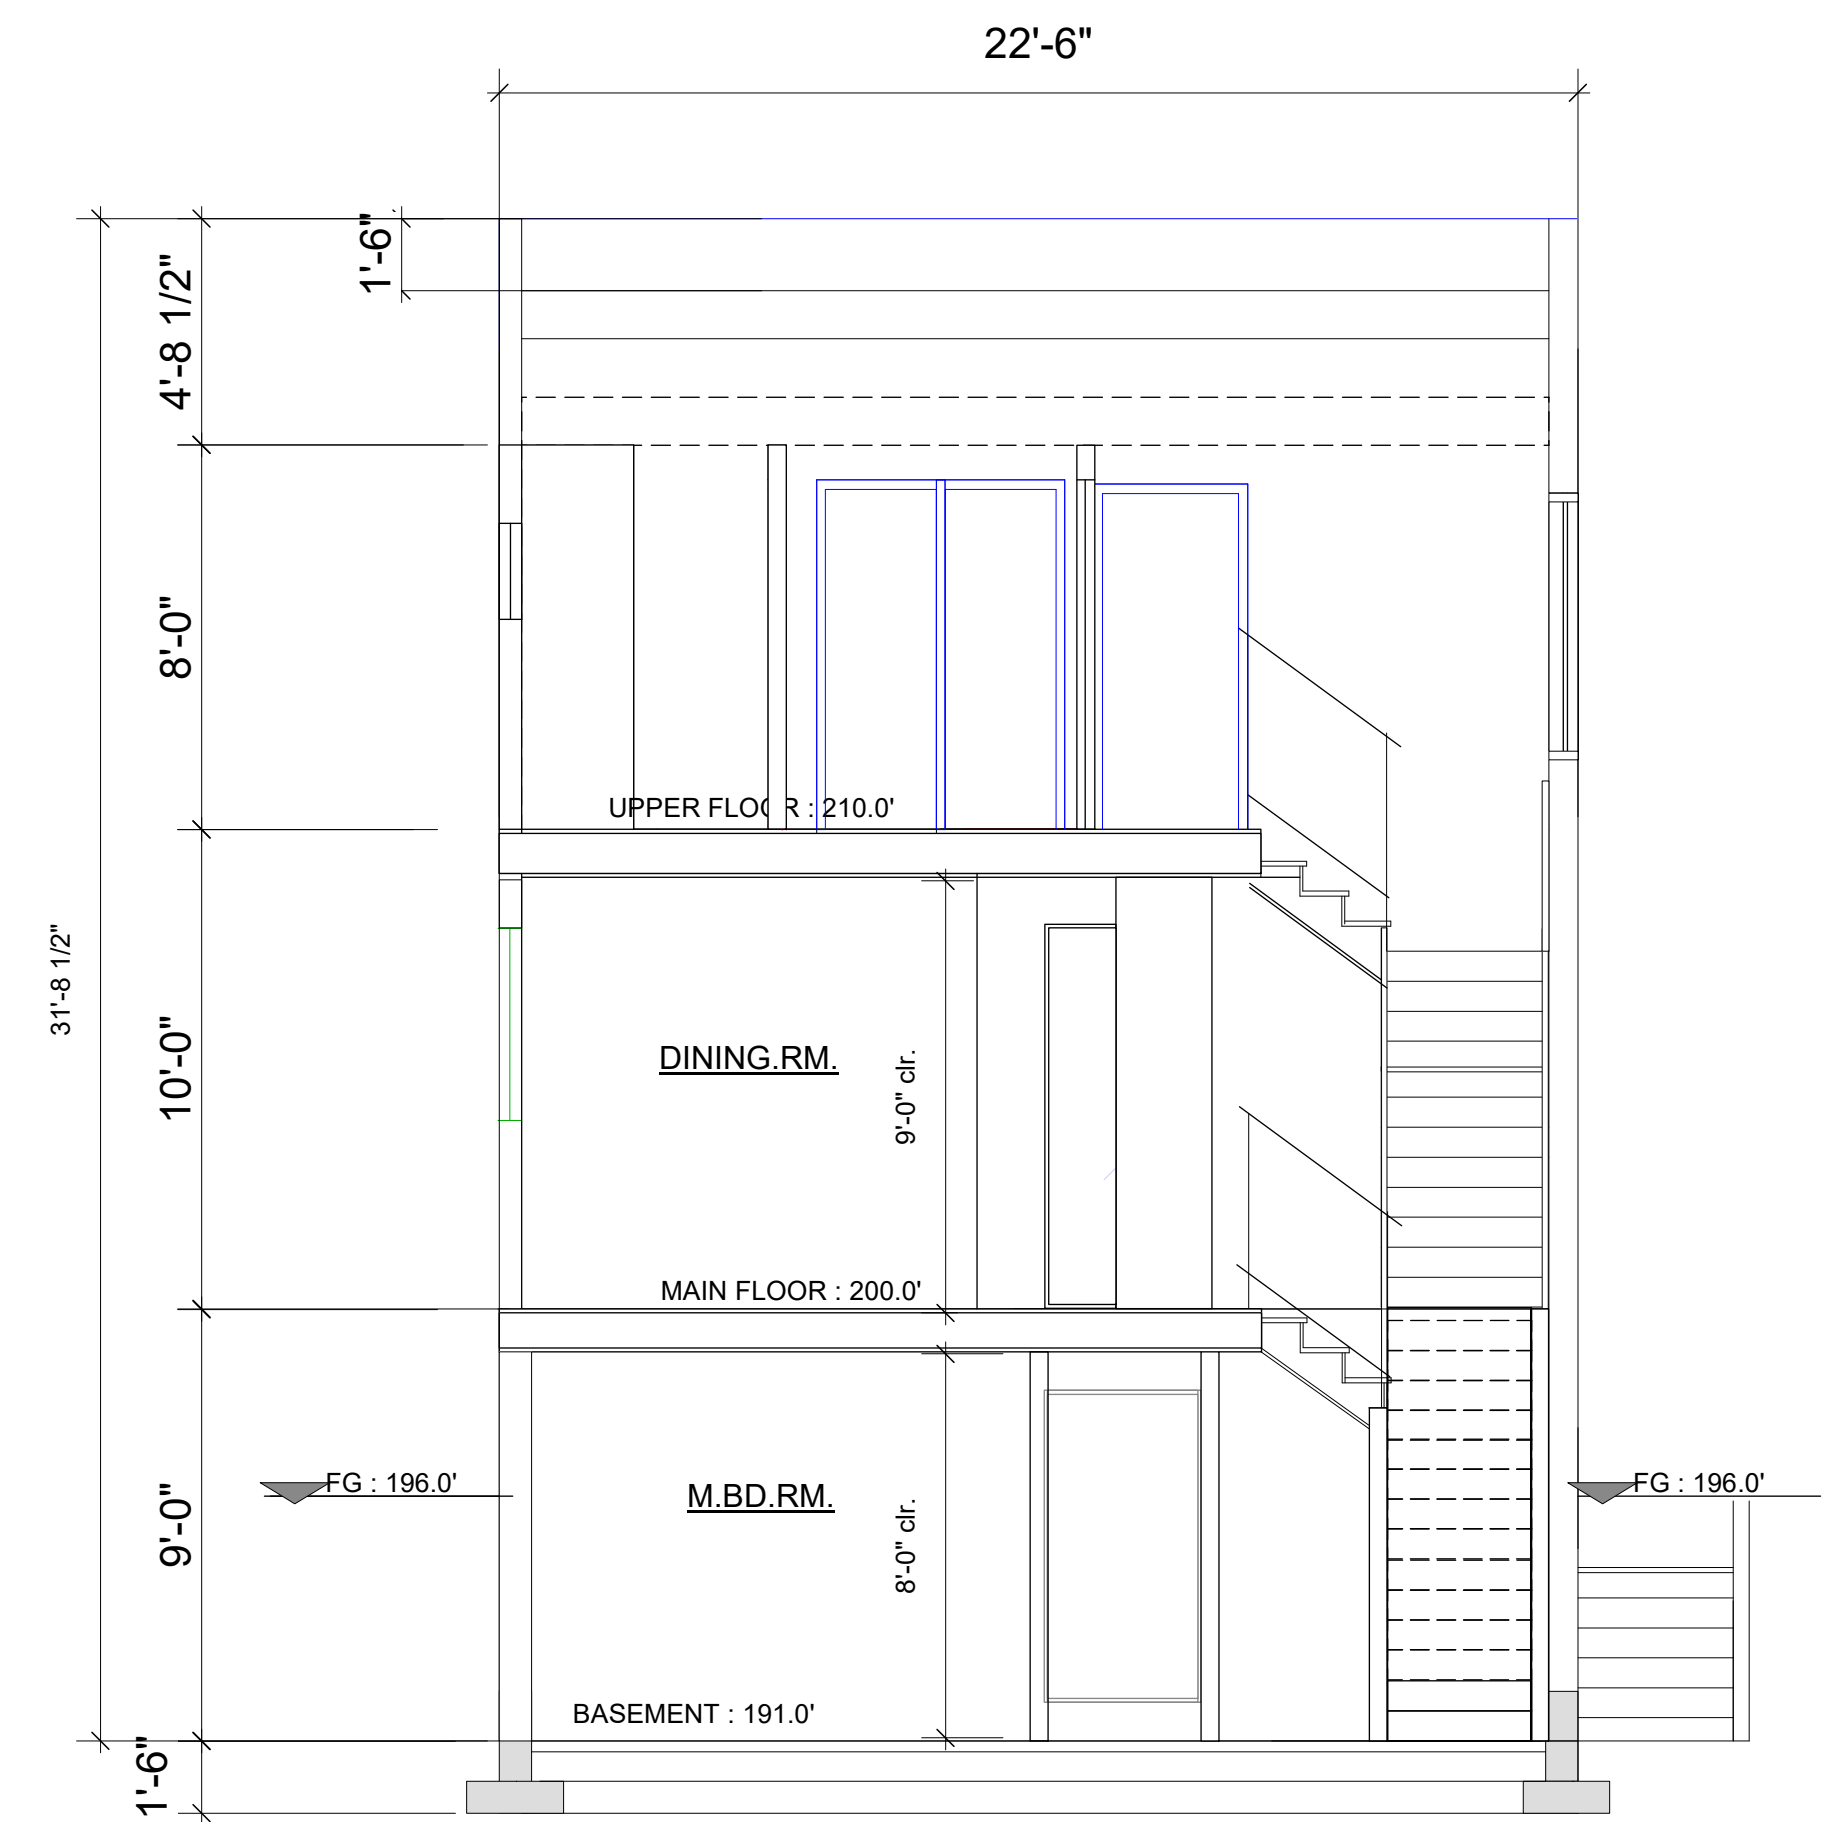 22'-6"
1'-6"
4'-8 1/2"
8'-0"
UPPER FLOOR : 210.0'
31'-8 1/2"
10'-0"
DINING.RM.
9'-0" clr.
MAIN FLOOR : 200.0'
FG : 196.0'
FG : 196.0'
M.BD.RM.
9'-0"
8'-0" clr.
BASEMENT : 191.0'
1'-6"